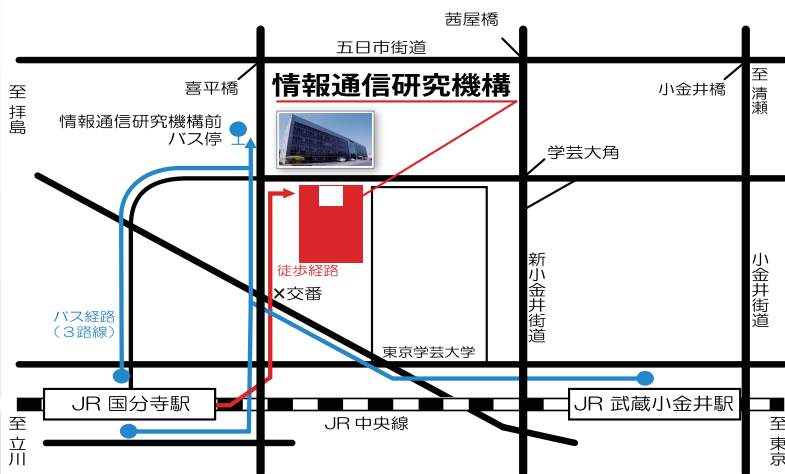 茜屋橋
五日市街道
喜平橋
情報通信研究機構
小金井橋
至
清
瀬
至
拝
島
情報通信研究機構前
バス停
学芸大角
徒歩経路
×交番
新小金井街道
小金井街道
バス経路
(3路線)
東京学芸大学
JR 国分寺駅
JR 武蔵小金井駅
JR 中央線
至
立
川
至
東
京